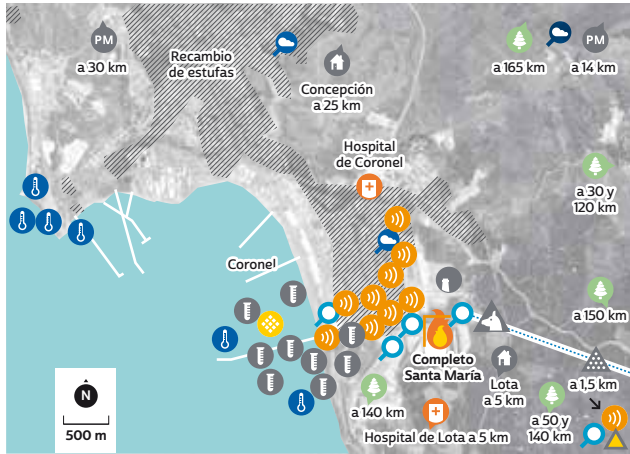 PM
a 30 km
Recambio
de estufas
Concepción
a 25 km
a 165 km
PM
a 14 km
Hospital
de Coronel
a 30 y
120 km
Coronel
a 150 km
Completo
Santa María
Lota
a 5 km
a 1,5 km
a 140 km
Hospital de Lota a 5 km
a 50 y
140 km
N
500 m